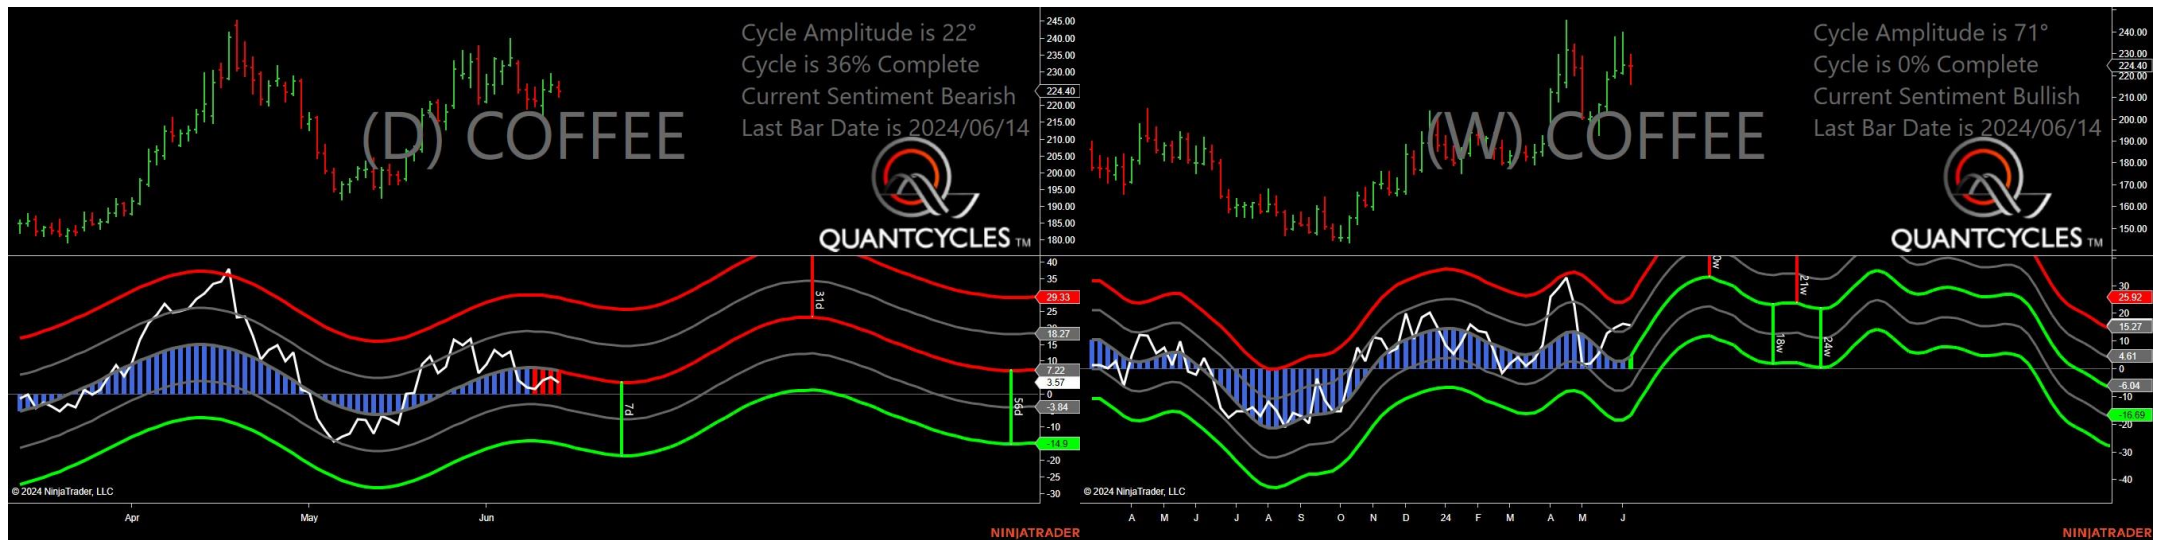 Cycle Amplitude is 22°
Cycle is 36% Complete
Current Sentiment Bearish
Last Bar Date is 2024/06/14
(D) COFFEE
QUANTCYCLES TM
245.00
240.00
235.00
230.00
224.40
220.00
215.00
210.00
205.00
200.00
195.00
190.00
185.00
180.00
31d
7d
56d
40
35
29.33
25
18.27
15
10
7.22
3.57
0
-3.84
-10
-14.9
-20
-25
-30
© 2024 NinjaTrader, LLC
Apr May Jun
NINJATRADER
Cycle Amplitude is 71°
Cycle is 0% Complete
Current Sentiment Bullish
Last Bar Date is 2024/06/14
(W) COFFEE
QUANTCYCLES TM
240.00
230.00
224.40
220.00
210.00
200.00
190.00
180.00
170.00
160.00
150.00
21w
18w
24w
30
25.92
20
15.27
10
4.61
0
-6.04
-10
-16.69
-20
-30
-40
© 2024 NinjaTrader, LLC
A M J J A S O N D 24 F M A M J
NINJATRADER